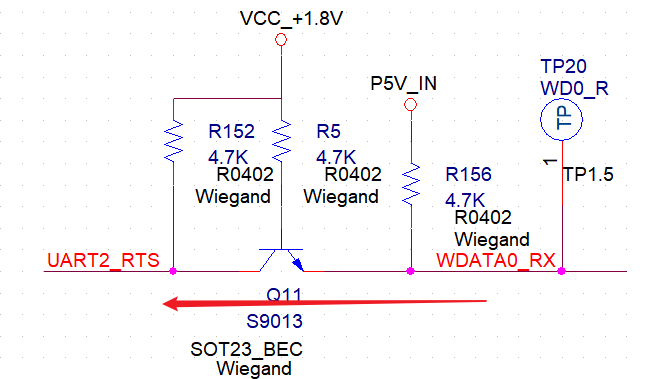 VCC_+1.8V
TP20
WD0_R
P5V_IN
TP
R152
R5
4.7K
4.7K
R0402
R0402
Wiegand
Wiegand
R156
4.7K
R0402
Wiegand
1
TP1.5
UART2_RTS
WDATA0_RX
Q11
S9013
SOT23_BEC
Wiegand